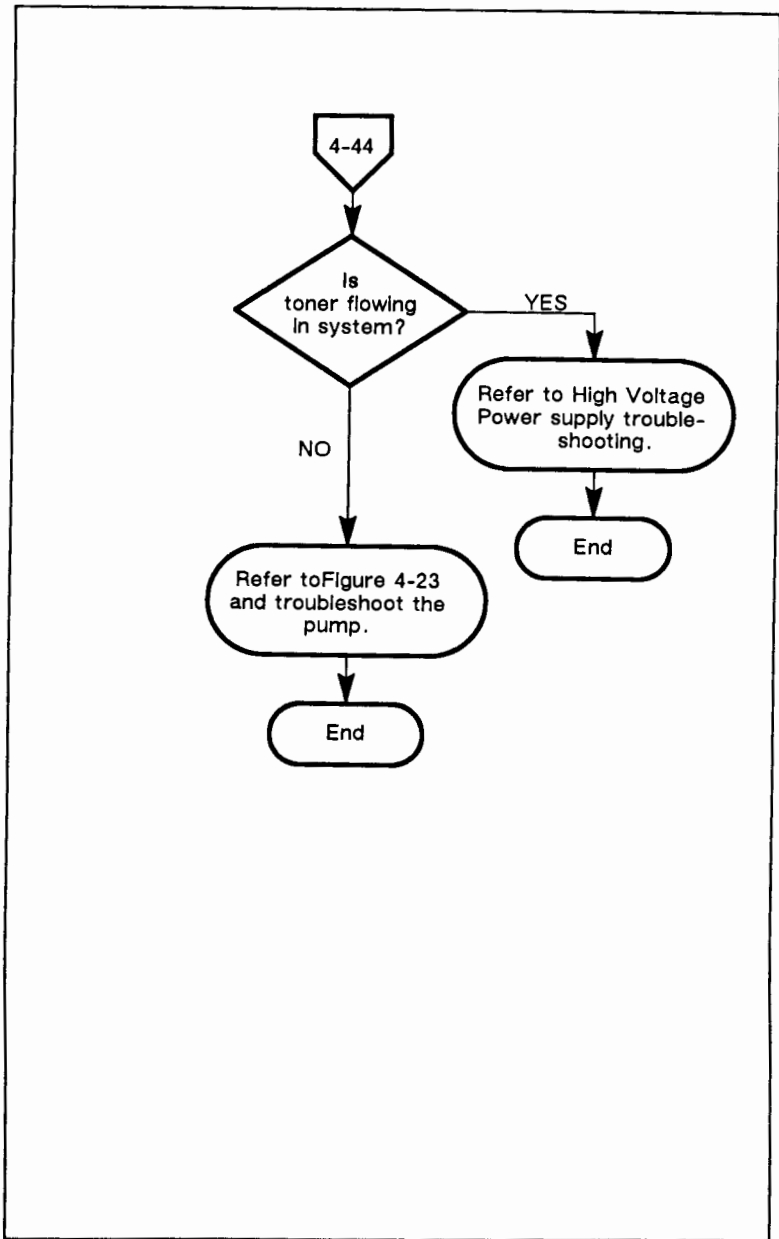 4-44
Is
toner flowing
in system?
YES
Refer to High Voltage
Power supply trouble-
shooting.
NO
End
Refer toFigure 4-23
and troubleshoot the
pump.
End